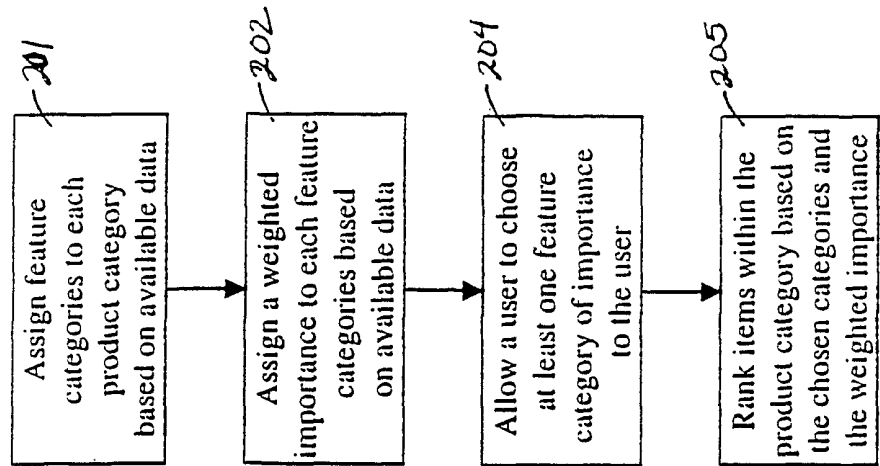 201
Assign feature
categories to each
product category
based on available data
202
Assign a weighted
importance to each feature
categories based
on available data
204
Allow a user to choose
at least one feature
category of importance
to the user
205
Rank items within the
product category based on
the chosen categories and
the weighted importance